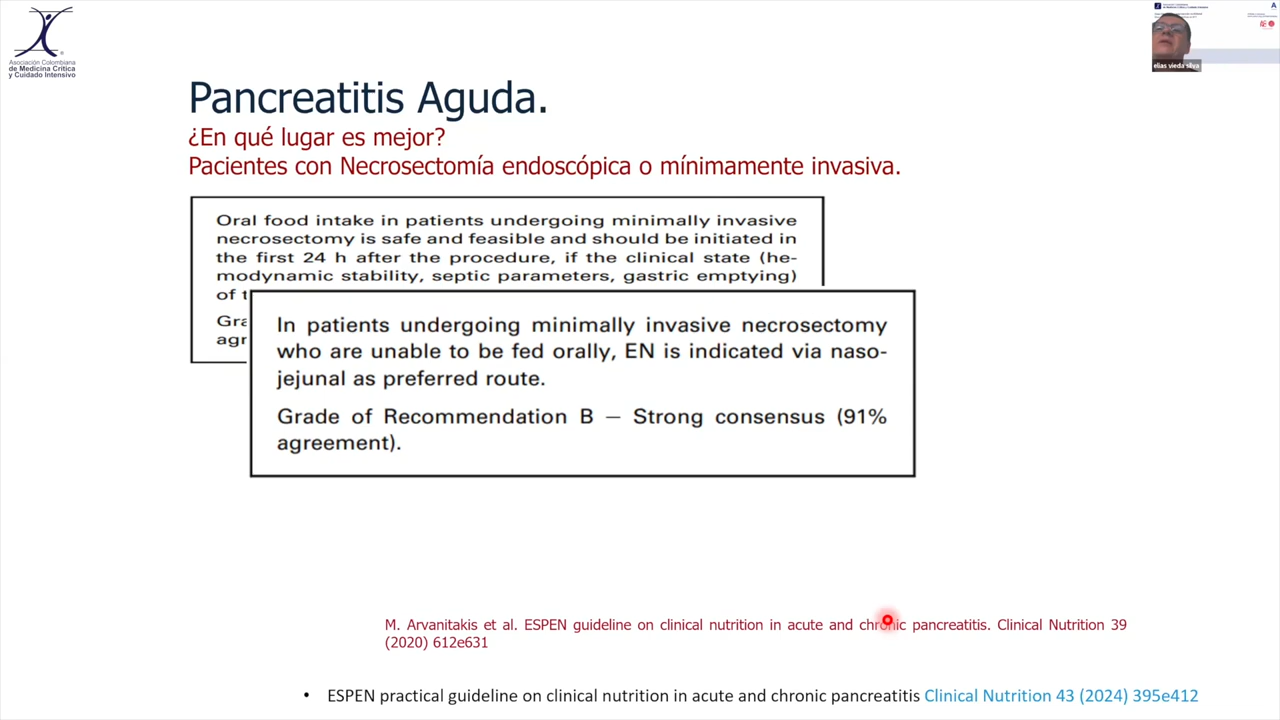 Asociación Colombiana
de Medicina Crítica
y Cuidado Intensivo
elias vieda silva
Pancreatitis Aguda.
¿En qué lugar es mejor?
Pacientes con Necrosectomía endoscópica o mínimamente invasiva.
Oral food intake in patients undergoing minimally invasive
necrosectomy is safe and feasible and should be initiated in
the first 24 h after the procedure, if the clinical state (he-
modynamic stability, septic parameters, gastric emptying)
of
In patients undergoing minimally invasive necrosectomy
who are unable to be fed orally, EN is indicated via naso-
jejunal as preferred route.
Grade of Recommendation B – Strong consensus (91%
agreement).
M. Arvanitakis et al. ESPEN guideline on clinical nutrition in acute and chronic pancreatitis. Clinical Nutrition 39
(2020) 612e631
• ESPEN practical guideline on clinical nutrition in acute and chronic pancreatitis Clinical Nutrition 43 (2024) 395e412